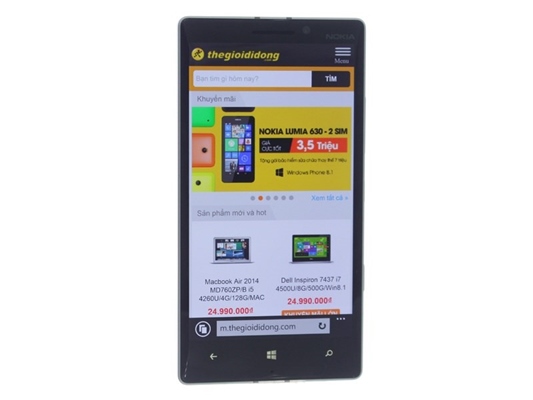 NOKIA
thegioididong
.com
Menu
Bạn tìm gì hôm nay?
TÌM
Khuyến mãi
NOKIA LUMIA 630 - 2 SIM
GIÁ
CỰC TỐT
3,5 Triệu
Windows Phone 8.1
Xem tất cả »
Sản phẩm mới và hot
Macbook Air 2014
MD760ZP/B i5
4260U/4G/128G/MAC
24.990.000₫
Dell Inspiron 7437 i7
4500U/8G/500G/Win8.1
24.990.000₫
KHUYẾN MÃI LỚN
m.thegioididong.com